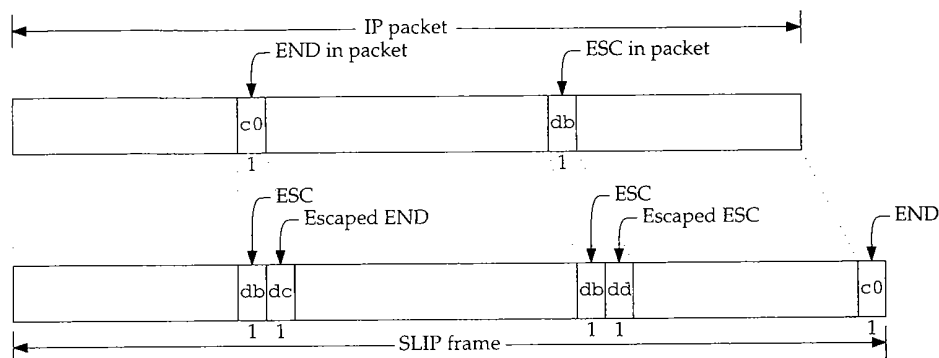 IP packet
END in packet
ESC in packet
c0
db
1
1
ESC
ESC
Escaped END
Escaped ESC
END
db
dc
db
dd
c0
1
1
1
1
1
SLIP frame